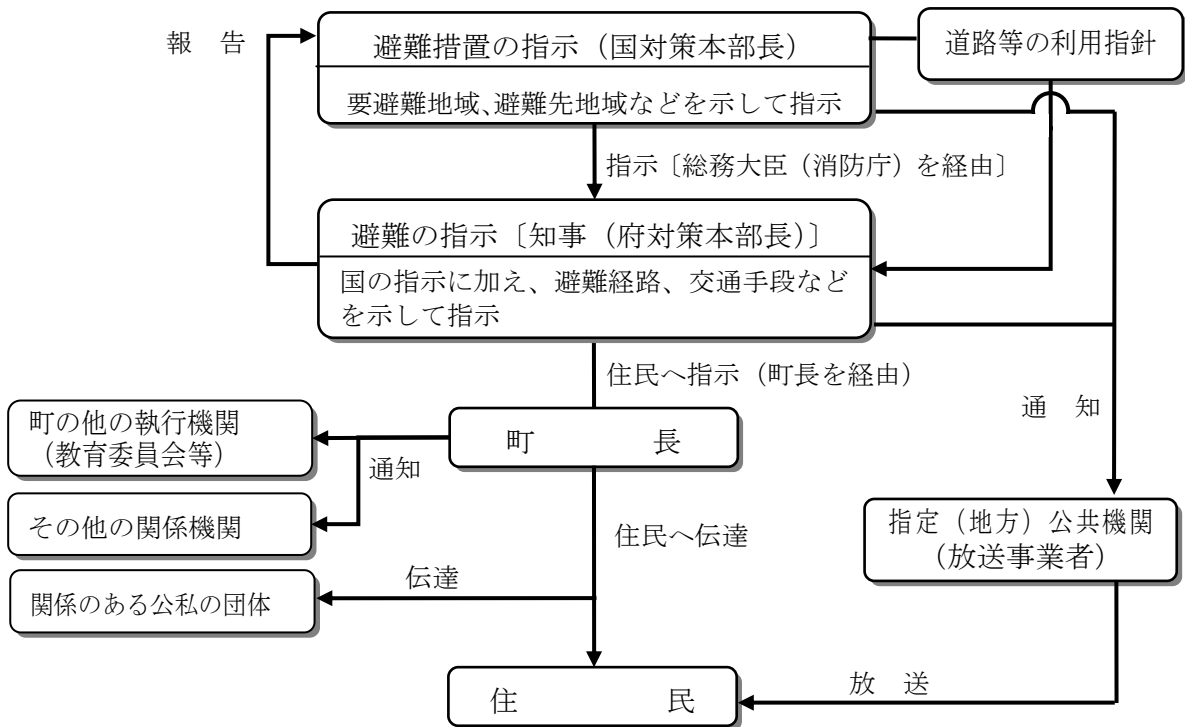 報　告
避難措置の指示（国対策本部長）
要避難地域、避難先地域などを示して指示
道路等の利用指針
指示〔総務大臣（消防庁）を経由〕
避難の指示〔知事（府対策本部長）〕
国の指示に加え、避難経路、交通手段など
を示して指示
住民へ指示（町長を経由）
通　知
町の他の執行機関
（教育委員会等）
町　　　長
通知
その他の関係機関
住民へ伝達
指定（地方）公共機関
（放送事業者）
伝達
関係のある公私の団体
住　　　民
放　送